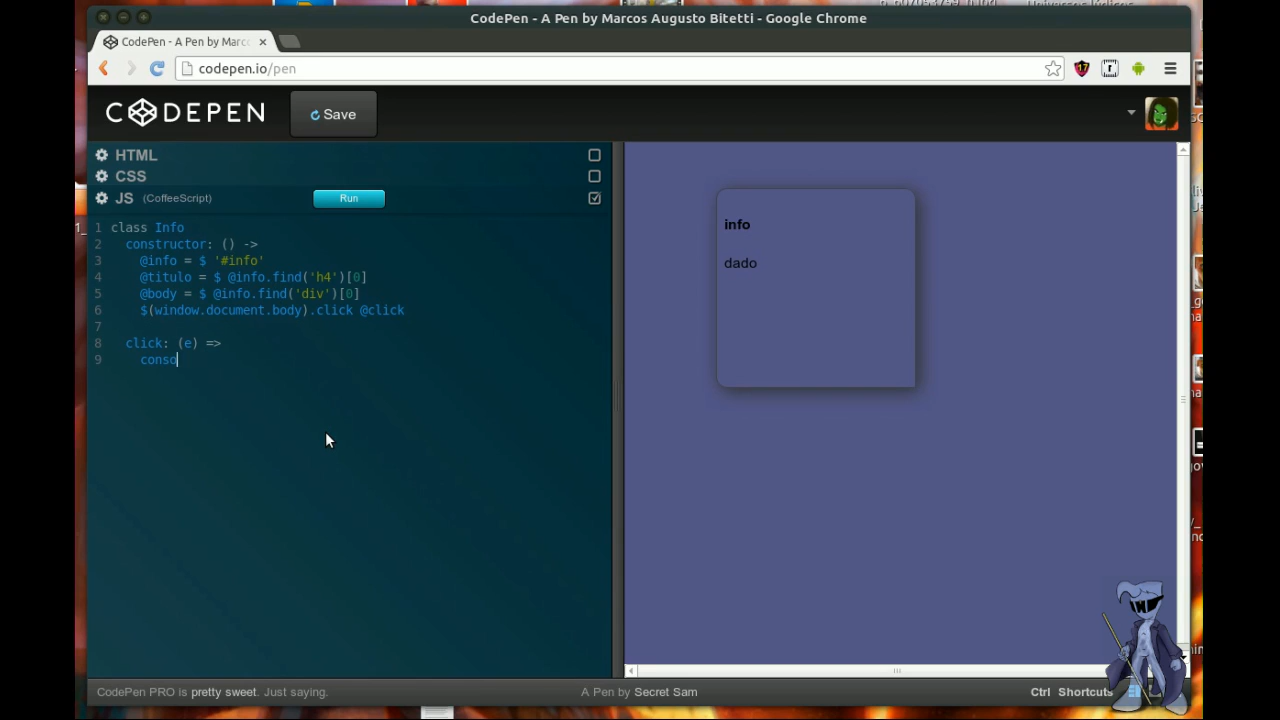 CodePen - A Pen by Marcos Augusto Bitetti - Google Chrome
CodePen - A Pen by Marc
codepen.io/pen
17
CODEPEN
Save
HTML
CSS
JS (CoffeeScript)
Run
1 class Info
2 constructor: () ->
3 @info = $ '#info'
4 @titulo = $ @info.find('h4')[0]
5 @body = $ @info.find('div')[0]
6 $(window.document.body).click @click
7
8 click: (e) =>
9 conso
info
dado
CodePen PRO is pretty sweet. Just saying.
A Pen by Secret Sam
Ctrl Shortcuts